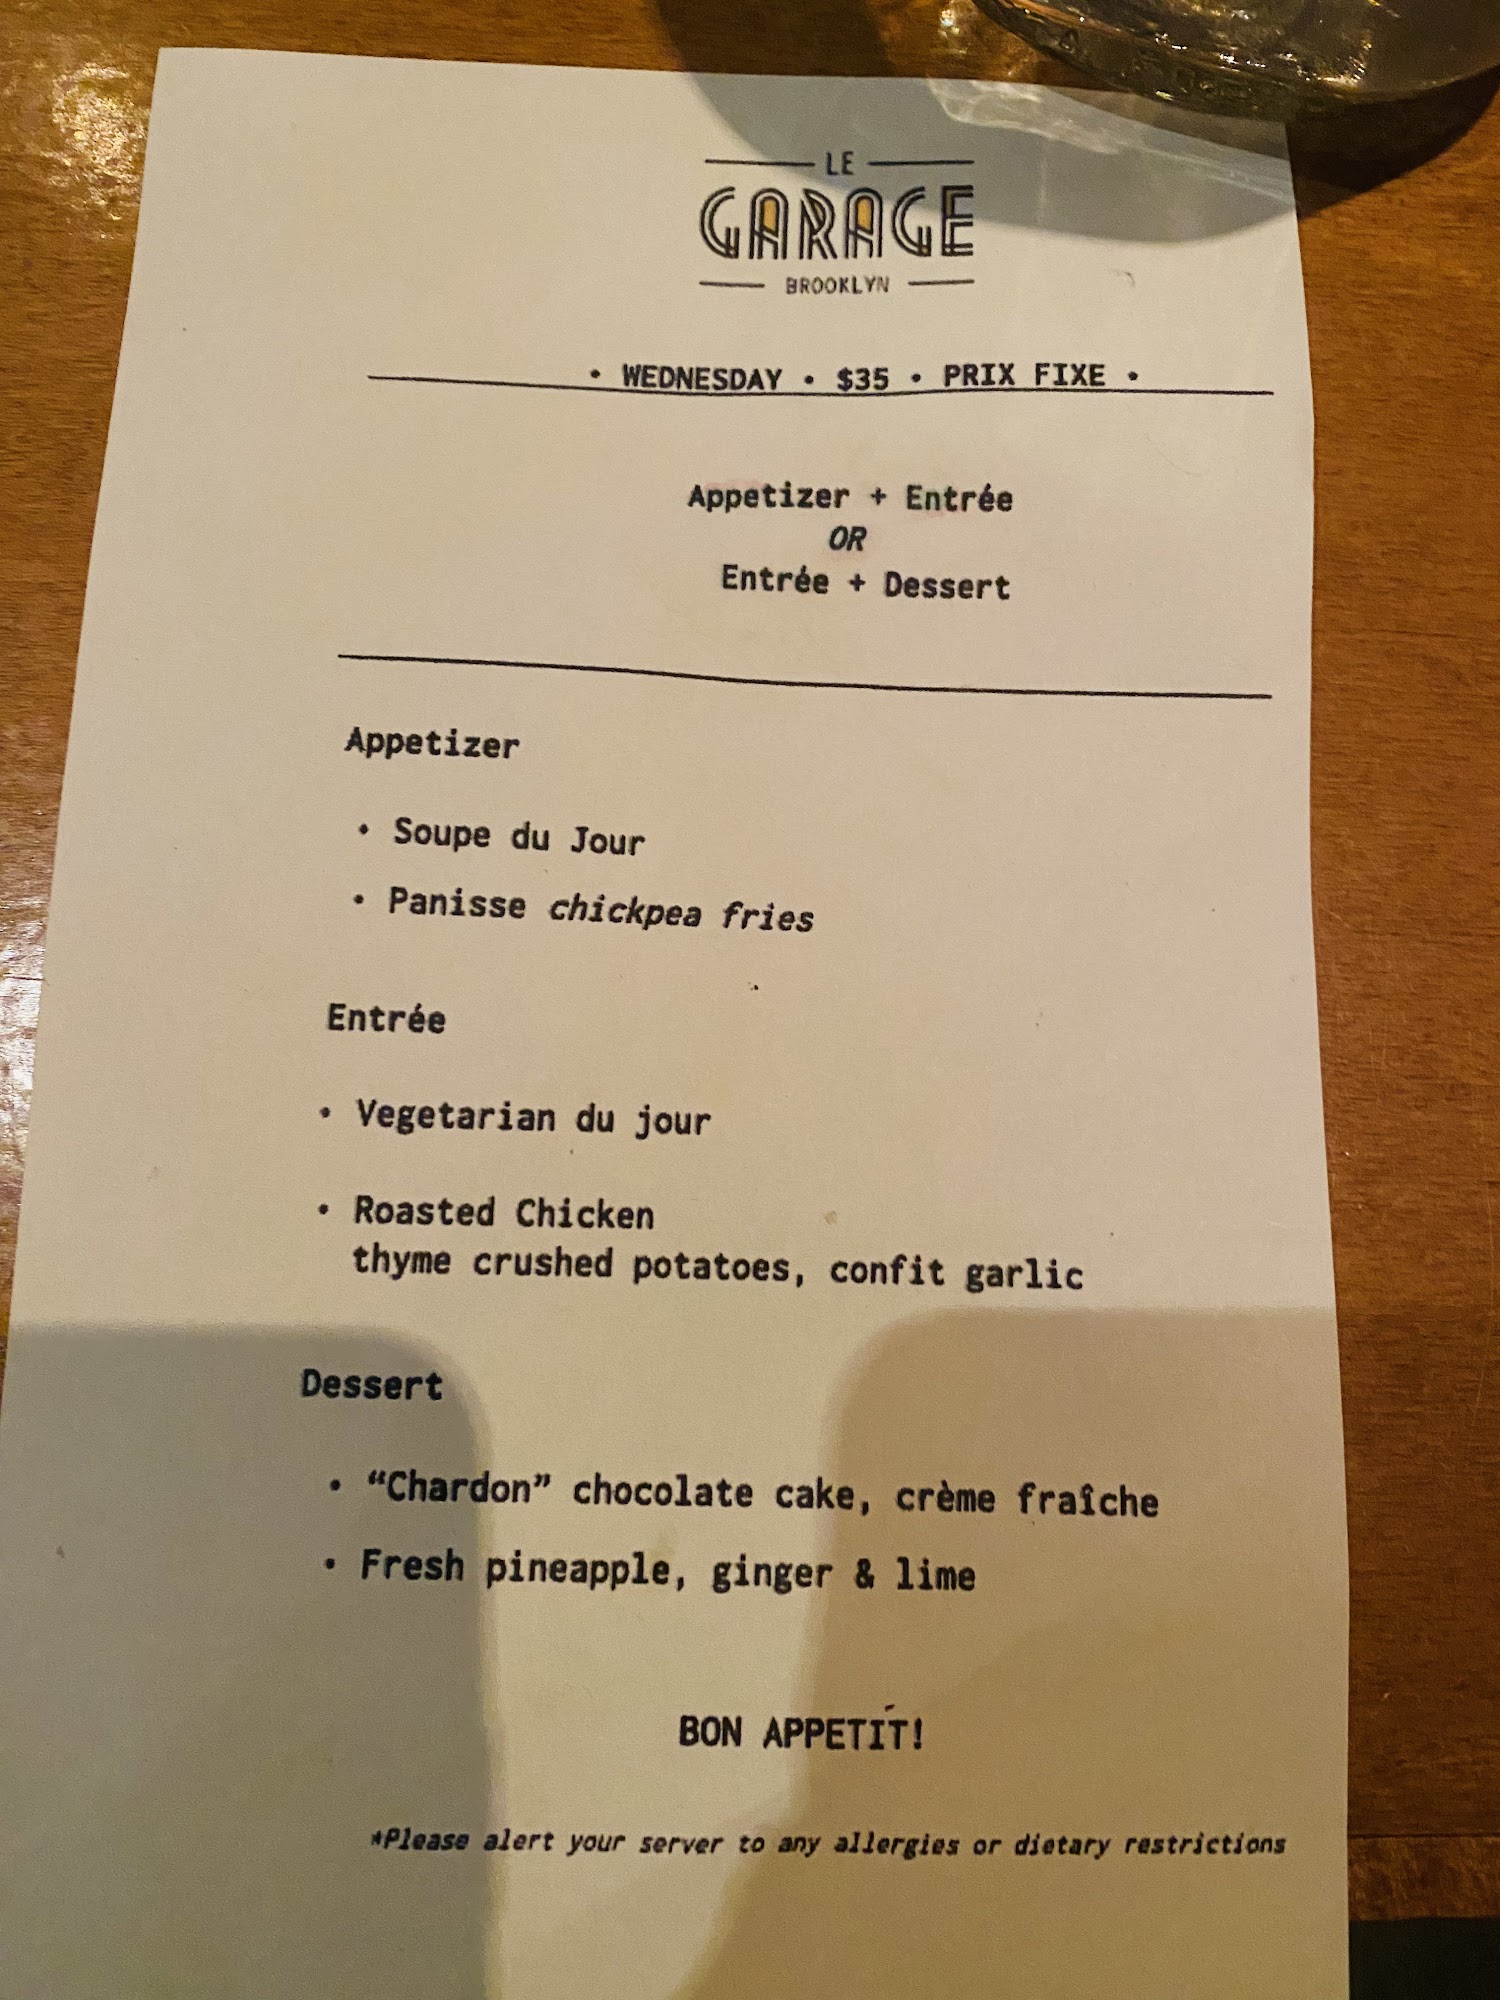 LE
GARAGE
BROOKLYN
• WEDNESDAY • $35 • PRIX FIXE •
Appetizer + Entrée
OR
Entrée + Dessert
Appetizer
• Soupe du Jour
• Panisse chickpea fries
Entrée
• Vegetarian du jour
• Roasted Chicken
thyme crushed potatoes, confit garlic
Dessert
• “Chardon” chocolate cake, crème fraîche
• Fresh pineapple, ginger & lime
BON APPETIT!
*Please alert your server to any allergies or dietary restrictions